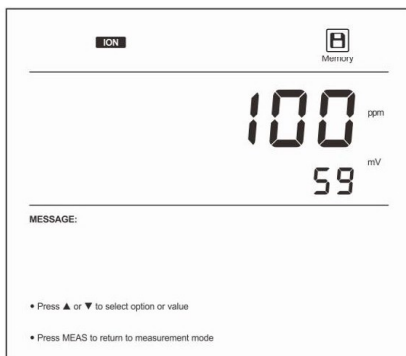 ION
Memory
100 ppm
59 mV
MESSAGE:
• Press ▲ or ▼ to select option or value
• Press MEAS to return to measurement mode